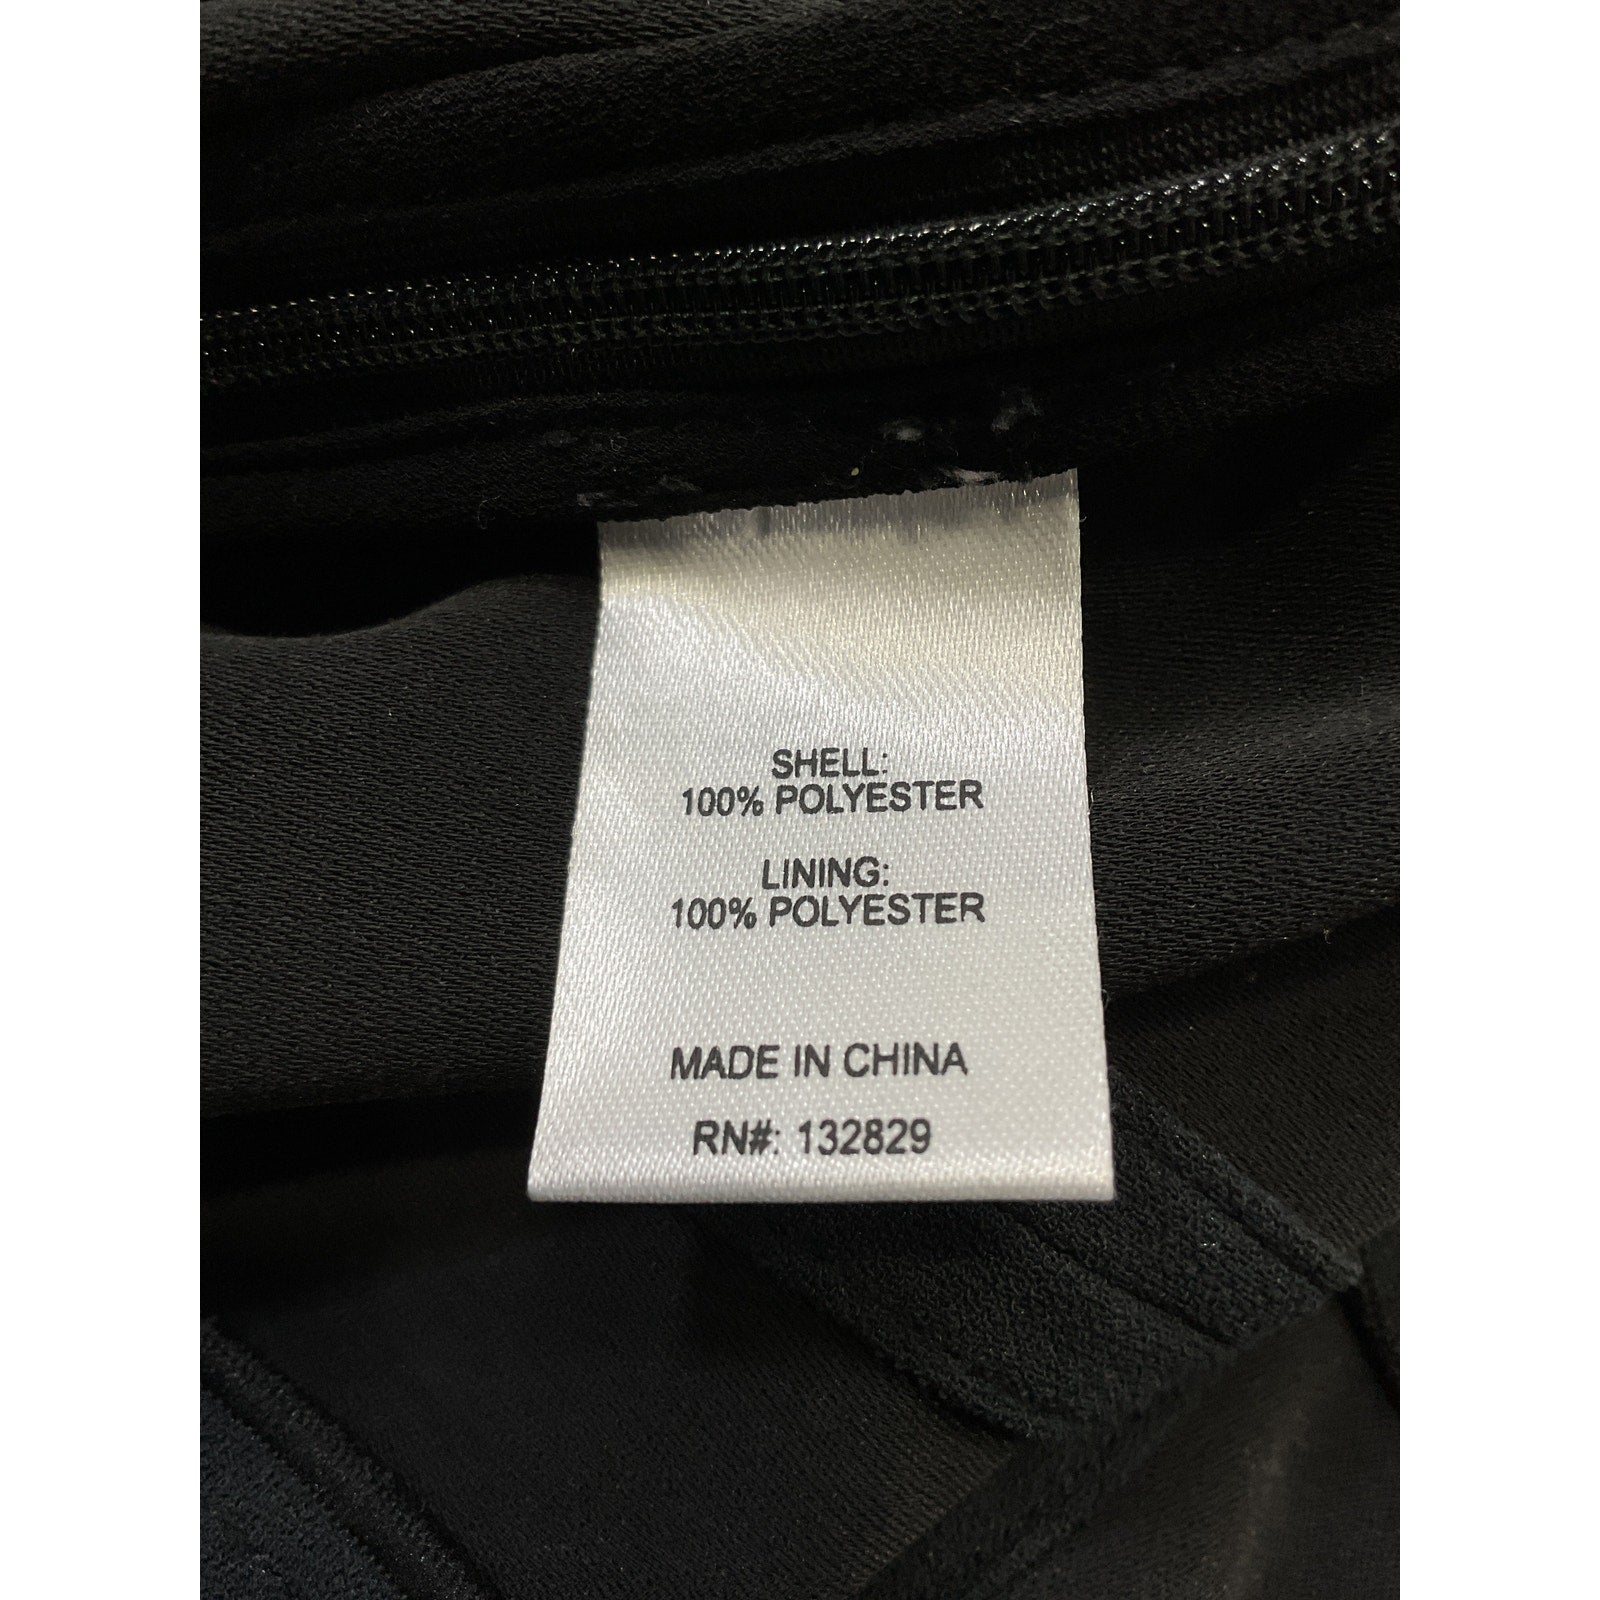 SHELL:
100% POLYESTER
LINING:
100% POLYESTER
MADE IN CHINA
RN#: 132829